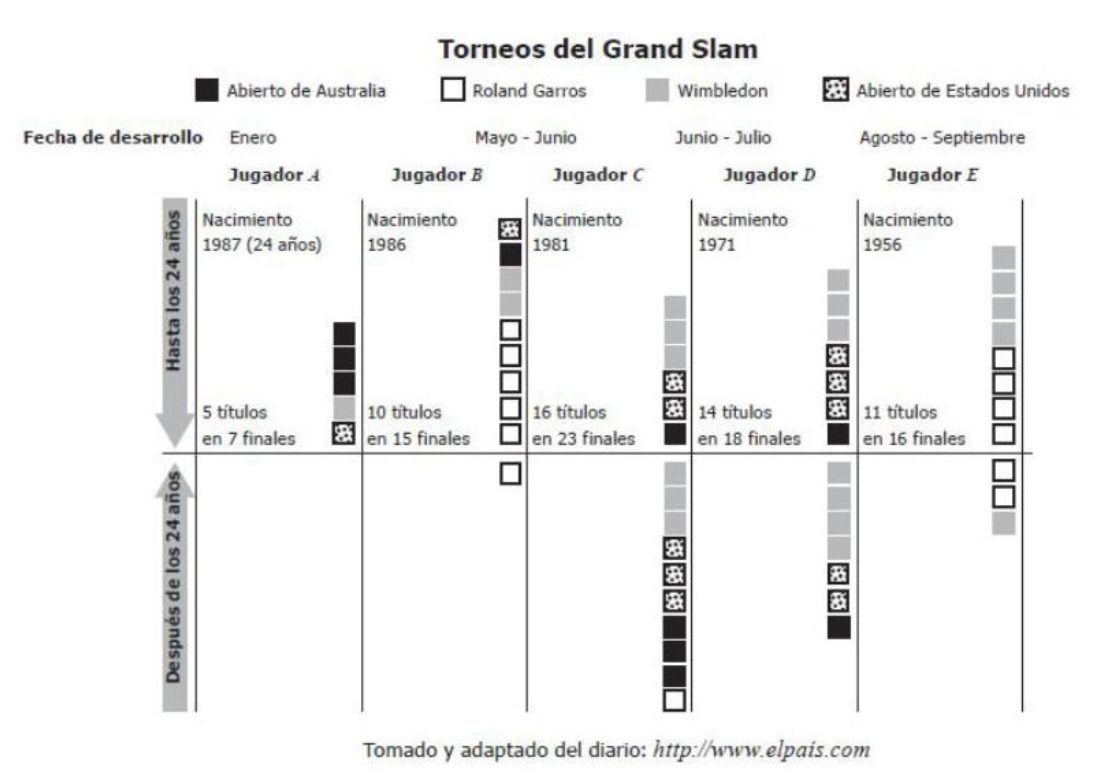 Torneos del Grand Slam
Abierto de Australia Roland Garros Wimbledon Abierto de Estados Unidos
Fecha de desarrollo Enero Mayo - Junio Junio - Julio Agosto - Septiembre
Jugador A Jugador B Jugador C Jugador D Jugador E
Hasta los 24 años
Nacimiento
1987 (24 años)
5 títulos
en 7 finales
Nacimiento
1986
10 títulos
en 15 finales
Nacimiento
1981
16 títulos
en 23 finales
Nacimiento
1971
14 títulos
en 18 finales
Nacimiento
1956
11 títulos
en 16 finales
Después de los 24 años
Tomado y adaptado del diario: http://www.elpaís.com